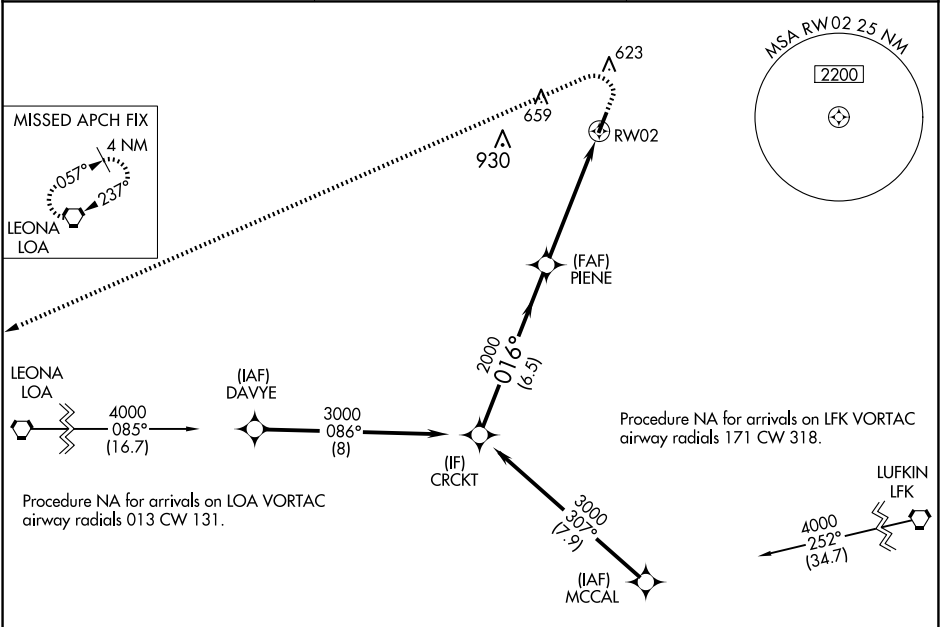 MSA RW02 25 NM
2200
623
659
930
RW02
MISSED APCH FIX
4 NM
057°
237°
LEONA
LOA
(FAF)
PIENE
2000
016°
(6.5)
LEONA
LOA
4000
085°
(16.7)
(IAF)
DAVYE
3000
086°
(8)
(IF)
CRCKT
Procedure NA for arrivals on LFK VORTAC
airway radials 171 CW 318.
Procedure NA for arrivals on LOA VORTAC
airway radials 013 CW 131.
3000
307°
(7.9)
(IAF)
MCCAL
LUFKIN
LFK
4000
252°
(34.7)